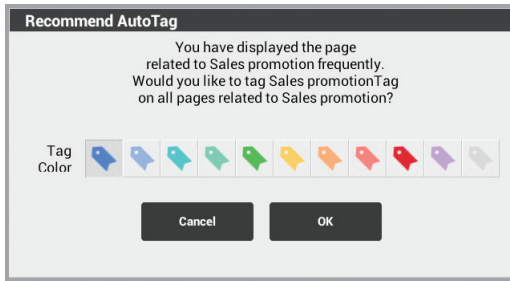 Recommend AutoTag
You have displayed the page
related to Sales promotion frequently.
Would you like to tag Sales promotionTag
on all pages related to Sales promotion?
Tag
Color
Cancel
OK